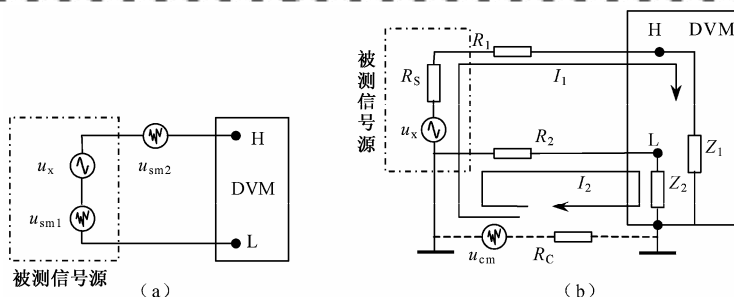 H
DVM
L
u_x
u_sm1
u_sm2
被测信号源
(a)
被测信号源
R_S
u_x
R_1
I_1
H
DVM
R_2
L
I_2
Z_2
Z_1
u_cm
R_C
(b)